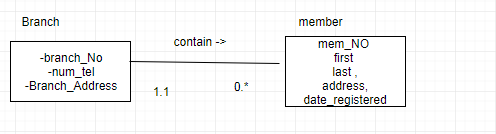 Branch
member
contain ->
-branch_No
-num_tel
-Branch_Address
mem_NO
first
last ,
address,
date_registered
1.1
0.*